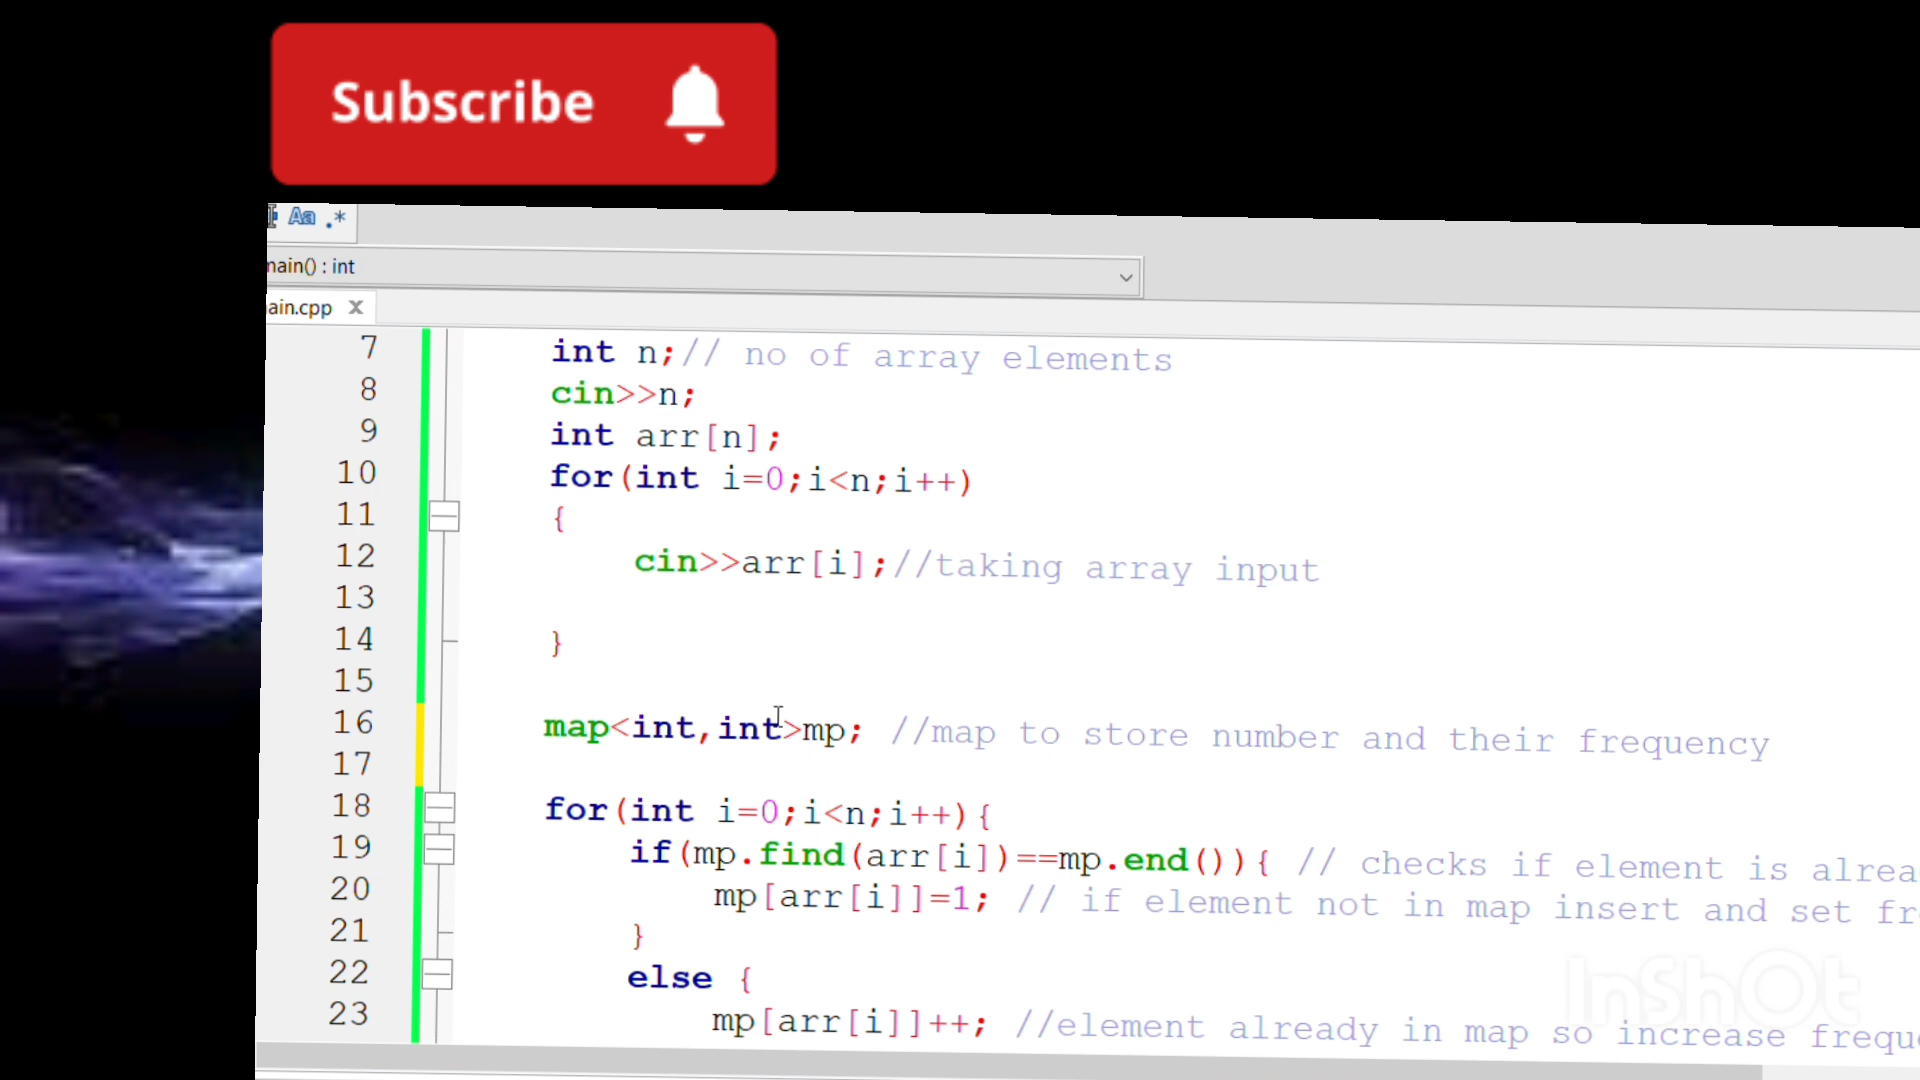 Subscribe
Aa .*
main() : int
ain.cpp
7 int n;// no of array elements
8 cin>>n;
9 int arr[n];
10 for(int i=0;i<n;i++)
11 {
12 cin>>arr[i];//taking array input
13
14 }
15
16 map<int,int>mp; //map to store number and their frequency
17
18 for(int i=0;i<n;i++){
19 if(mp.find(arr[i])==mp.end()){ // checks if element is alrea
20 mp[arr[i]]=1; // if element not in map insert and set fr
21 }
22 else {
23 mp[arr[i]]++; //element already in map so increase frequ
InShOt